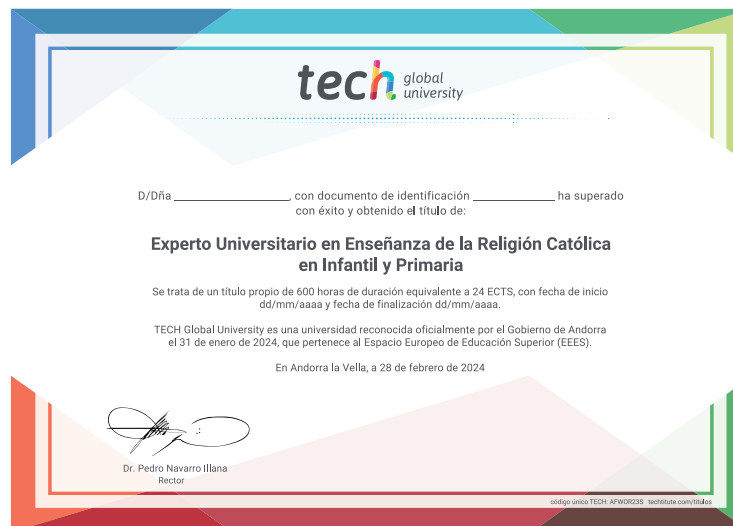 tech global university
D/Dña ____________________, con documento de identificación ______________ ha superado
con éxito y obtenido el título de:
Experto Universitario en Enseñanza de la Religión Católica
en Infantil y Primaria
Se trata de un título propio de 600 horas de duración equivalente a 24 ECTS, con fecha de inicio
dd/mm/aaaa y fecha de finalización dd/mm/aaaa.
TECH Global University es una universidad reconocida oficialmente por el Gobierno de Andorra
el 31 de enero de 2024, que pertenece al Espacio Europeo de Educación Superior (EEES).
En Andorra la Vella, a 28 de febrero de 2024
Dr. Pedro Navarro Illana
Rector
código único TECH: AFWOR23S techtitute.com/titulos